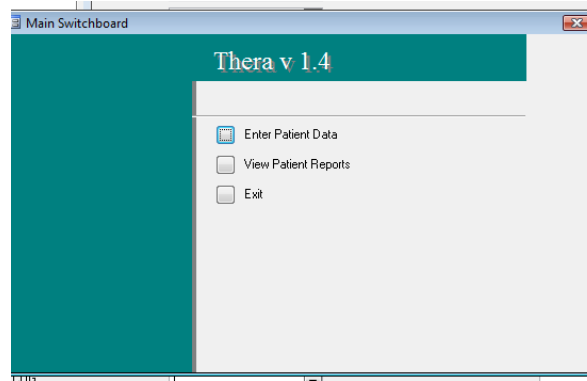 Main Switchboard
Thera v 1.4
Enter Patient Data
View Patient Reports
Exit